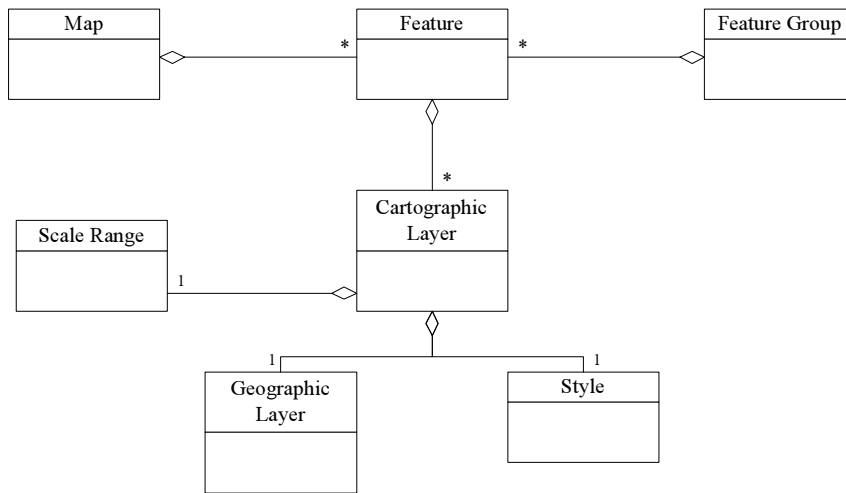 Map
Feature
Feature Group
*
*
*
Cartographic
Layer
Scale Range
1
1
1
Geographic
Layer
Style